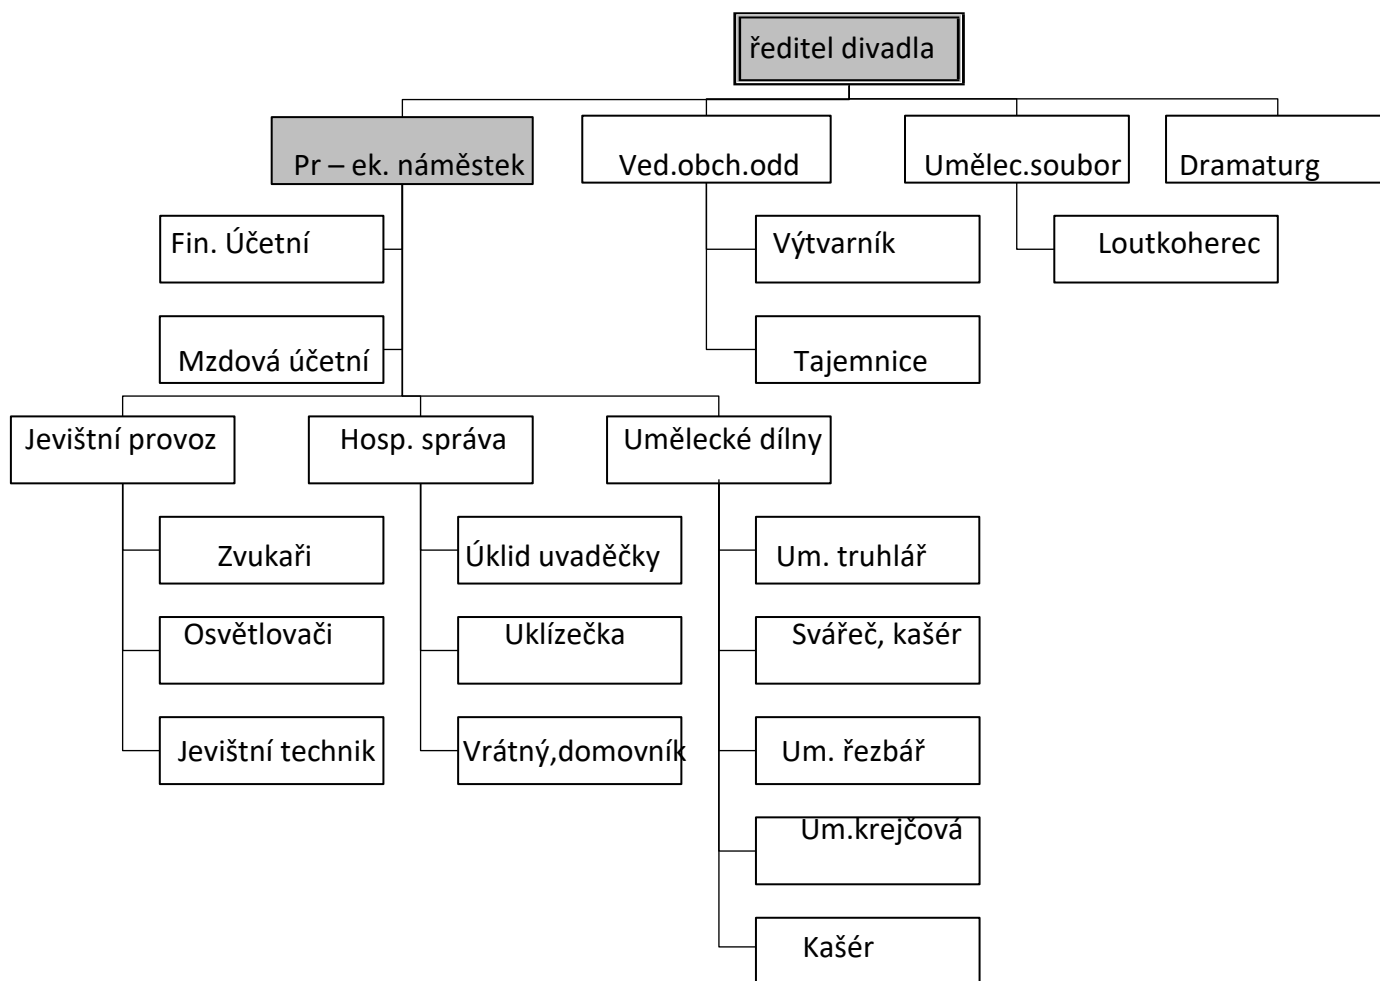 ředitel divadla
Pr – ek. náměstek
Ved.obch.odd
Umělec.soubor
Dramaturg
Fin. Účetní
Výtvarník
Loutkoherec
Mzdová účetní
Tajemnice
Jevištní provoz
Hosp. správa
Umělecké dílny
Zvukaři
Úklid uvaděčky
Um. truhlář
Osvětlovači
Uklízečka
Svářeč, kašér
Jevištní technik
Vrátný,domovník
Um. řezbář
Um.krejčová
Kašér